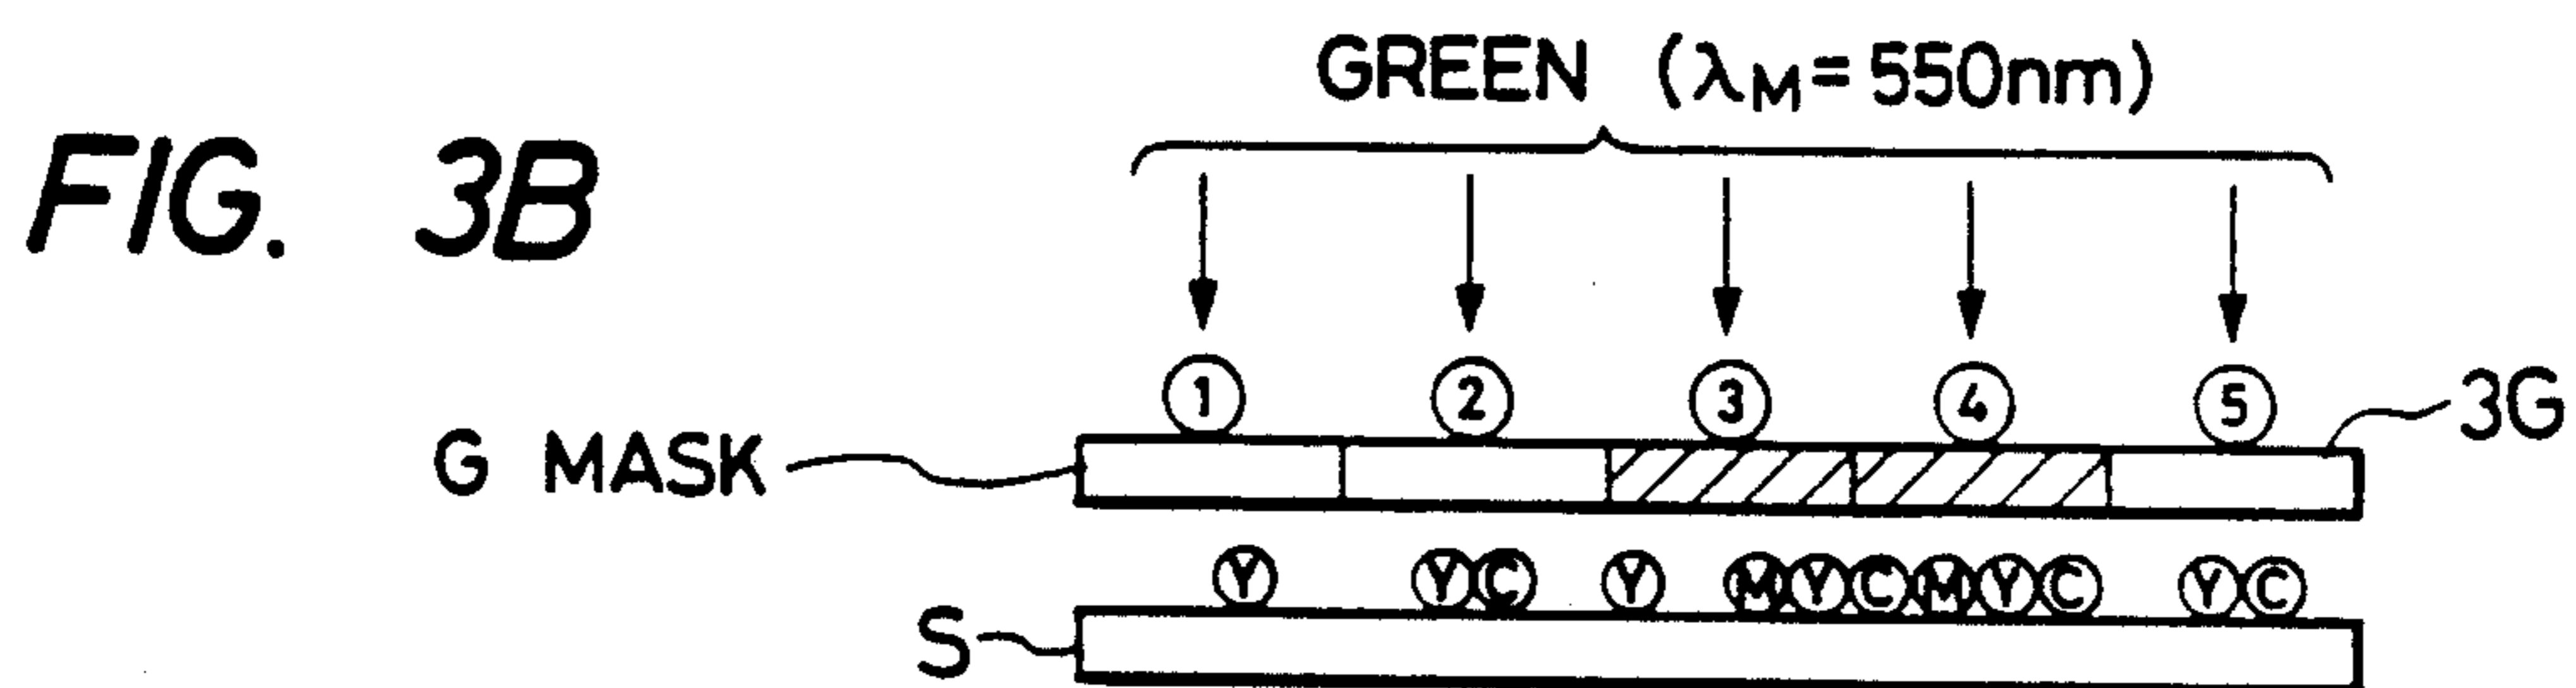 GREEN (λM=550nm)
FIG. 3B
1 2 3 4 5
3G
G MASK
Y Y C Y M Y C M Y C Y C
S